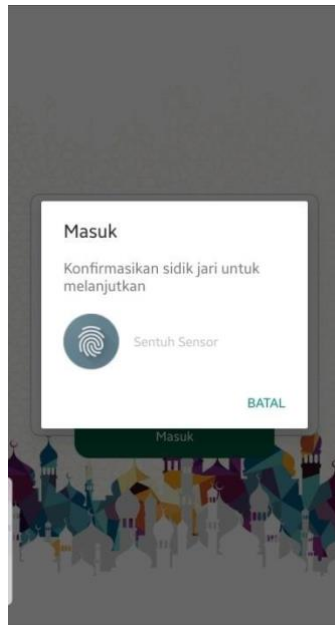 Masuk
Konfirmasikan sidik jari untuk
melanjutkan
Sentuh Sensor
BATAL
Masuk